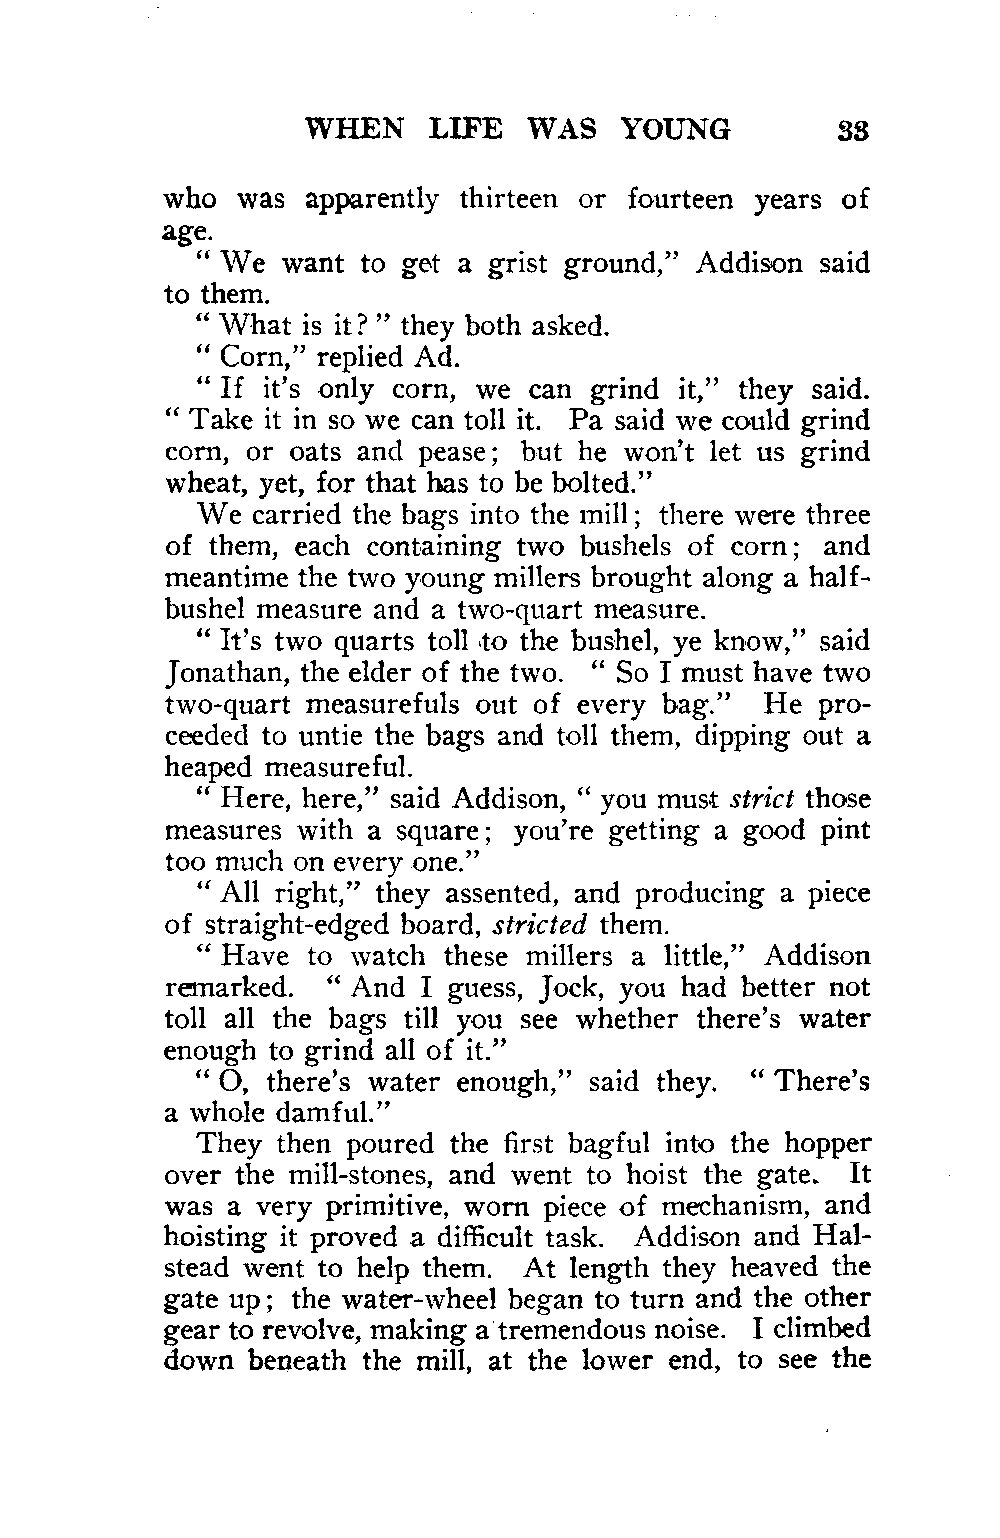 WHEN LIFE WAS YOUNG 33
who was apparently thirteen or fourteen years of
age.
" We want to get a grist ground," Addison said
to them.
" What is it? " they both asked.
" Corn," replied Ad.
" If it's only corn, we can grind it," they said.
" Take it in so we can toll it. Pa said we could grind
corn, or oats and pease; but he won't let us grind
wheat, yet, for that has to be bolted."
We carried the bags into the mill; there were three
of them, each containing two bushels of corn; and
meantime the two young millers brought along a half-
bushel measure and a two-quart measure.
" It's two quarts toll to the bushel, ye know," said
Jonathan, the elder of the two. " So I must have two
two-quart measurefuls out of every bag." He pro-
ceeded to untie the bags and toll them, dipping out a
heaped measureful.
" Here, here," said Addison, " you must strict those
measures with a square; you're getting a good pint
too much on every one."
" All right," they assented, and producing a piece
of straight-edged board, stricted them.
" Have to watch these millers a little," Addison
remarked. " And I guess, Jock, you had better not
toll all the bags till you see whether there's water
enough to grind all of it."
" O, there's water enough," said they. " There's
a whole damful."
They then poured the first bagful into the hopper
over the mill-stones, and went to hoist the gate. It
was a very primitive, worn piece of mechanism, and
hoisting it proved a difficult task. Addison and Hal-
stead went to help them. At length they heaved the
gate up; the water-wheel began to turn and the other
gear to revolve, making a tremendous noise. I climbed
down beneath the mill, at the lower end, to see the